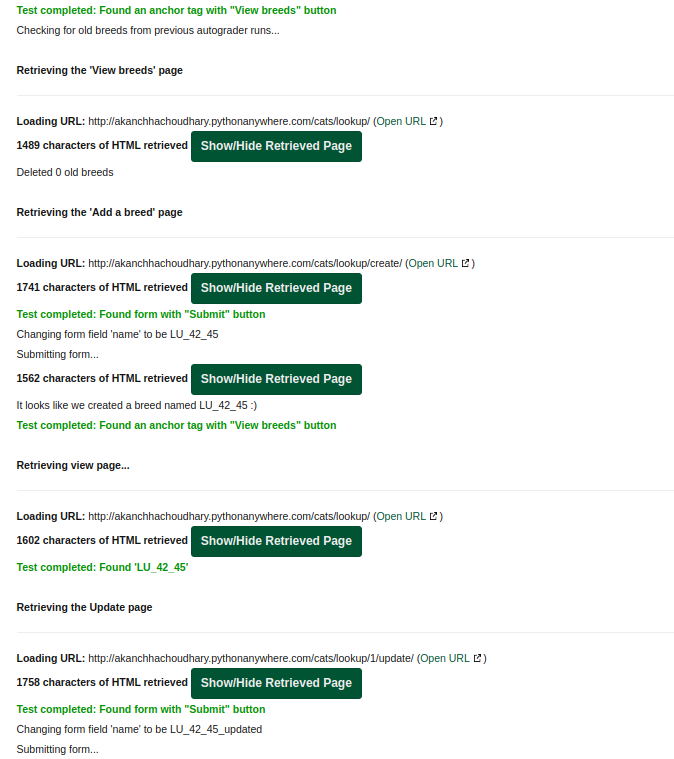 Test completed: Found an anchor tag with "View breeds" button
Checking for old breeds from previous autograder runs...
Retrieving the 'View breeds' page
Loading URL: http://akanchhachoudhary.pythonanywhere.com/cats/lookup/ (Open URL )
1489 characters of HTML retrieved Show/Hide Retrieved Page
Deleted 0 old breeds
Retrieving the 'Add a breed' page
Loading URL: http://akanchhachoudhary.pythonanywhere.com/cats/lookup/create/ (Open URL )
1741 characters of HTML retrieved Show/Hide Retrieved Page
Test completed: Found form with "Submit" button
Changing form field 'name' to be LU_42_45
Submitting form...
1562 characters of HTML retrieved Show/Hide Retrieved Page
It looks like we created a breed named LU_42_45 :)
Test completed: Found an anchor tag with "View breeds" button
Retrieving view page...
Loading URL: http://akanchhachoudhary.pythonanywhere.com/cats/lookup/ (Open URL )
1602 characters of HTML retrieved Show/Hide Retrieved Page
Test completed: Found 'LU_42_45'
Retrieving the Update page
Loading URL: http://akanchhachoudhary.pythonanywhere.com/cats/lookup/1/update/ (Open URL )
1758 characters of HTML retrieved Show/Hide Retrieved Page
Test completed: Found form with "Submit" button
Changing form field 'name' to be LU_42_45_updated
Submitting form...